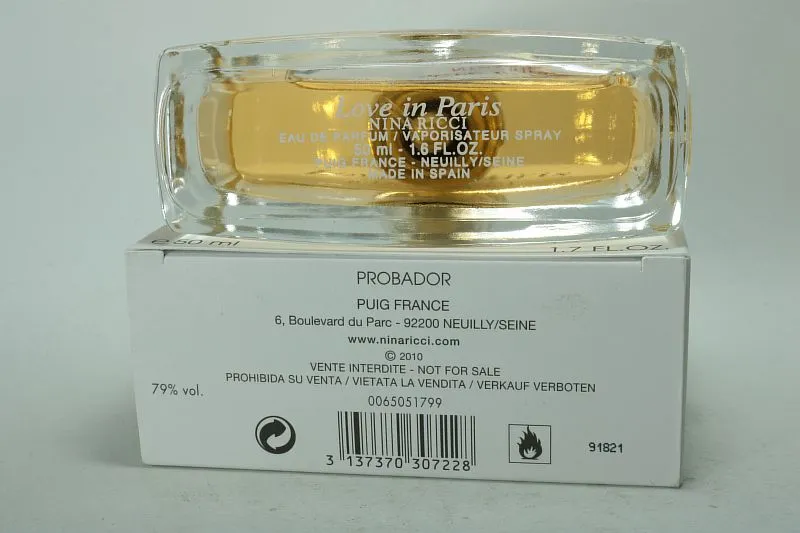 Love in Paris
NINA RICCI
EAU DE PARFUM / VAPORISATEUR SPRAY
50 ml - 1.6 FL.OZ.
PUIG FRANCE - NEUILLY/SEINE
MADE IN SPAIN
e 50 ml 1.7 FL.OZ.
PROBADOR
PUIG FRANCE
6, Boulevard du Parc - 92200 NEUILLY/SEINE
www.ninaricci.com
© 2010
VENTE INTERDITE - NOT FOR SALE
PROHIBIDA SU VENTA / VIETATA LA VENDITA / VERKAUF VERBOTEN
79% vol.
0065051799
3 137370 307228
91821